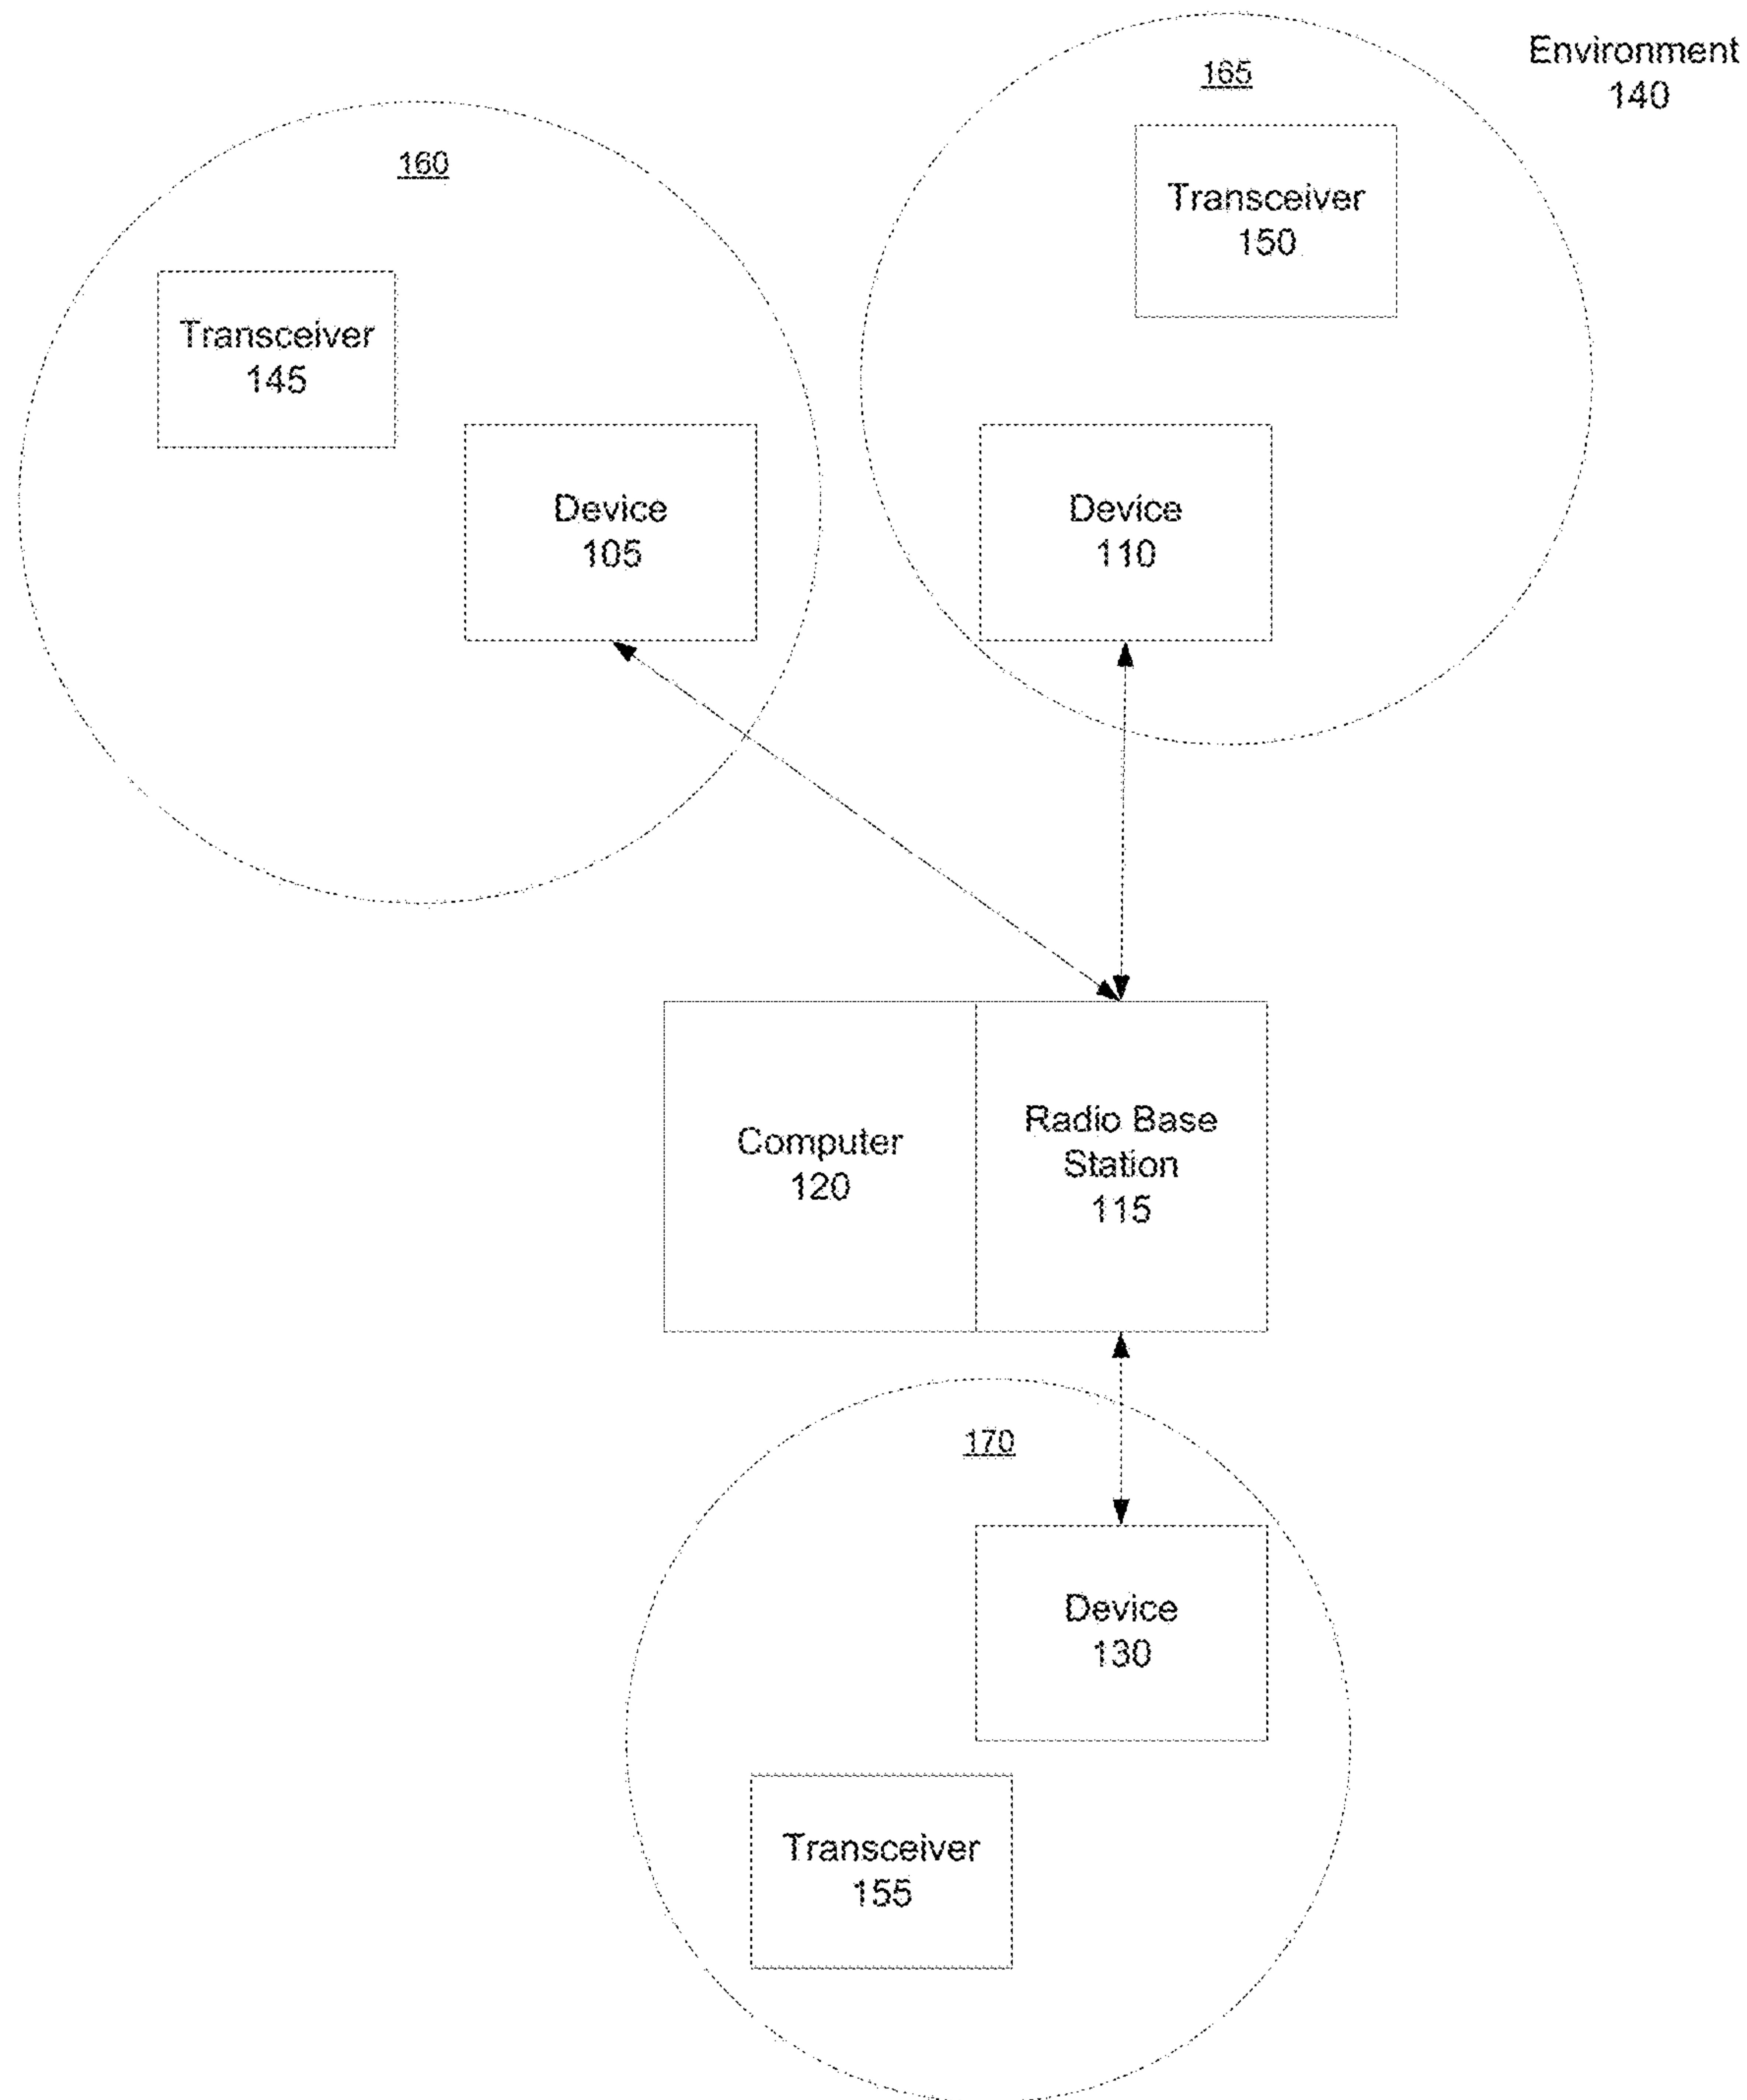 Environment
140
165
Transceiver
150
160
Transceiver
145
Device
105
Device
110
Computer
120
Radio Base
Station
115
170
Device
130
Transceiver
155